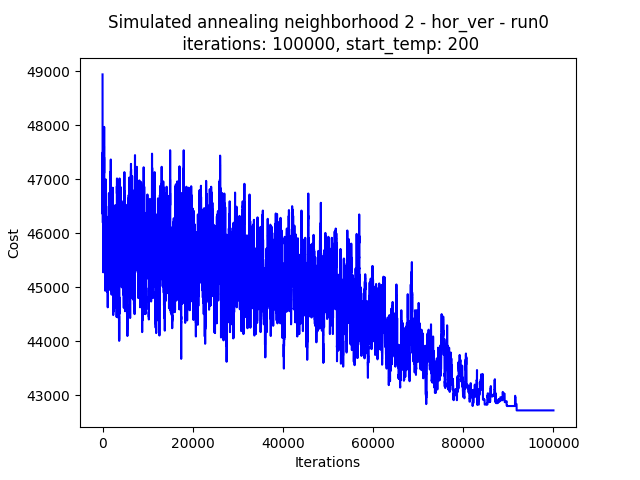 Simulated annealing neighborhood 2 - hor_ver - run0
iterations: 100000, start_temp: 200
49000
48000
47000
46000
45000
44000
43000
Cost
0 20000 40000 60000 80000 100000
Iterations